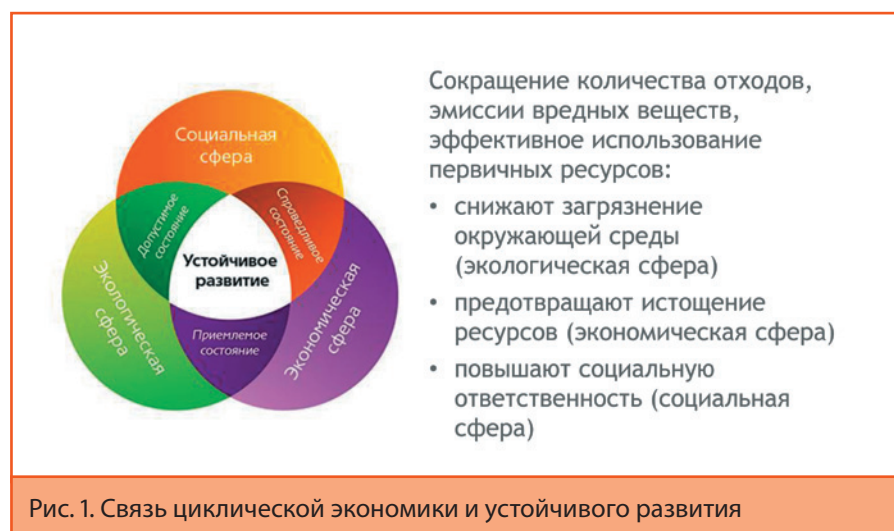 Социальная
сфера
Допустимое
состояние
Справедливое
состояние
Устойчивое
развитие
Экологическая
сфера
Приемлемое
состояние
Экономическая
сфера
Сокращение количества отходов,
эмиссии вредных веществ,
эффективное использование
первичных ресурсов:
• снижают загрязнение
окружающей среды
(экологическая сфера)
• предотвращают истощение
ресурсов (экономическая сфера)
• повышают социальную
ответственность (социальная
сфера)
Рис. 1. Связь циклической экономики и устойчивого развития